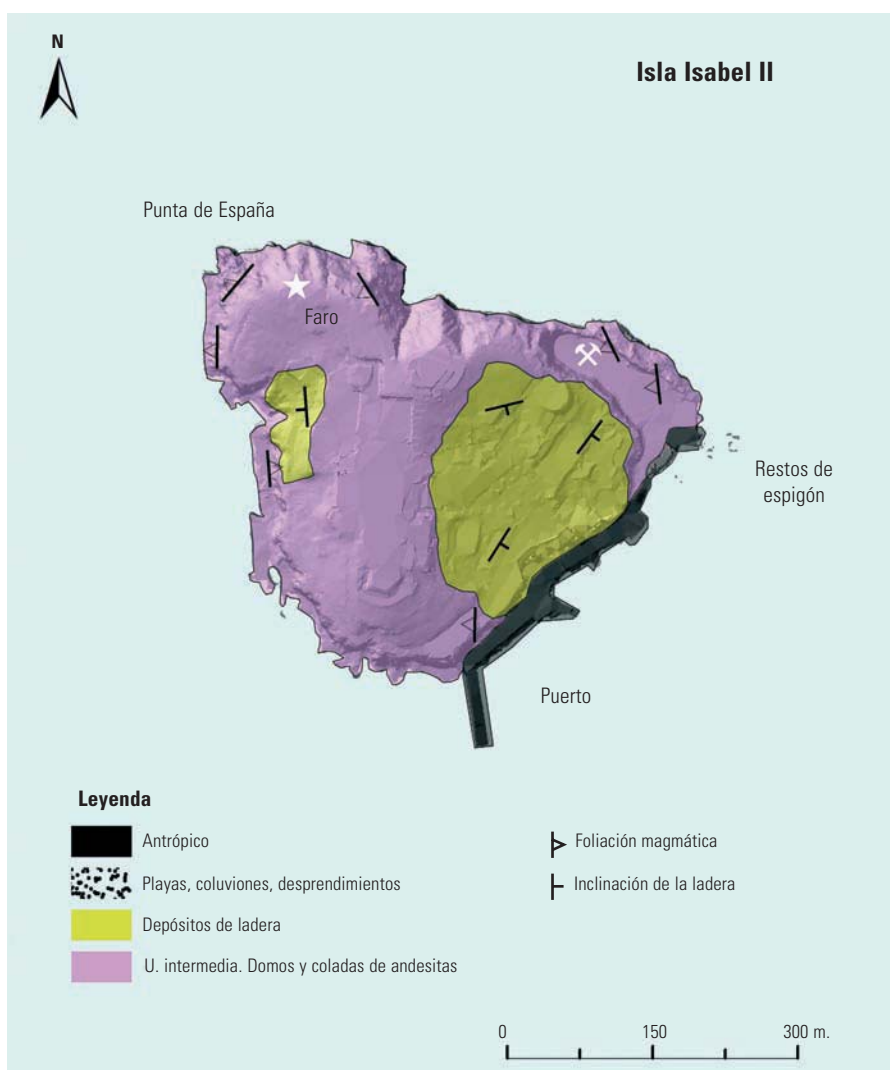 N
Isla Isabel II
Punta de España
Faro
Restos de
espigón
Puerto
Leyenda
Antrópico
Playas, coluviones, desprendimientos
Depósitos de ladera
U. intermedia. Domos y coladas de andesitas
Foliación magmática
Inclinación de la ladera
0 150 300 m.